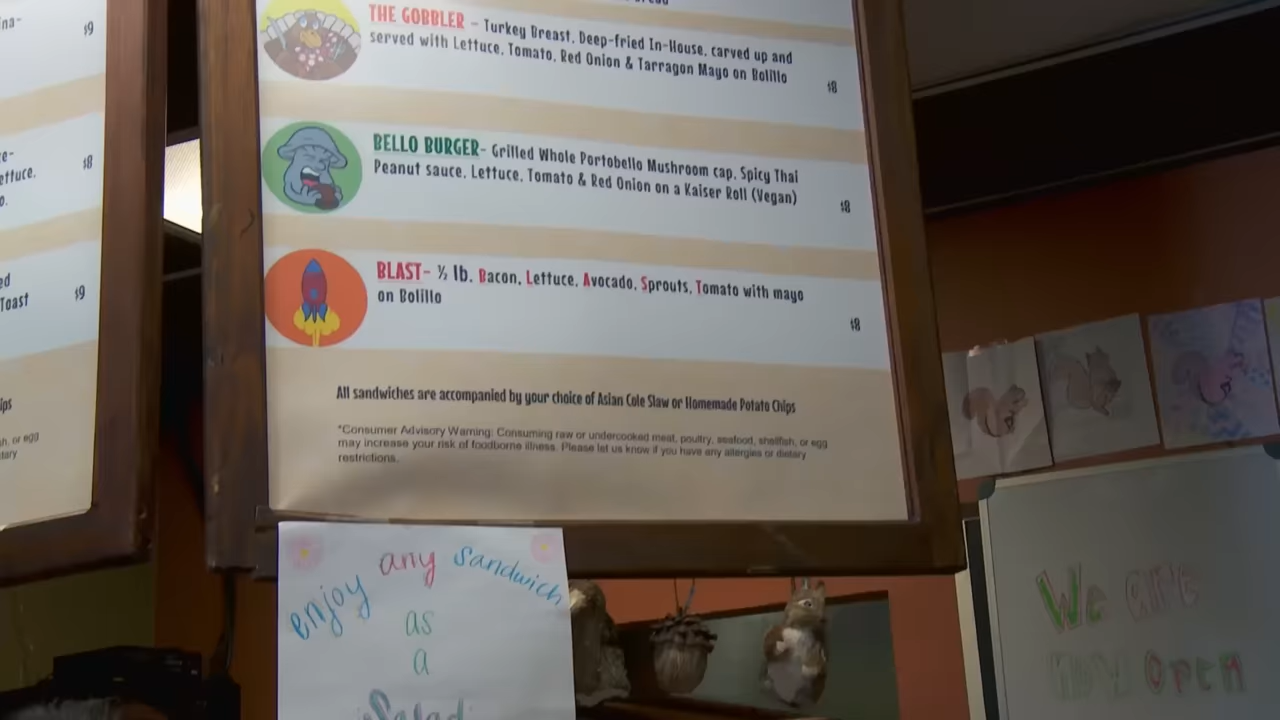 THE GOBBLER - Turkey Breast, Deep-fried In-House, carved up and
served with Lettuce, Tomato, Red Onion & Tarragon Mayo on Bolillo
$8
BELLO BURGER- Grilled Whole Portobello Mushroom cap, Spicy Thai
Peanut sauce, Lettuce, Tomato & Red Onion on a Kaiser Roll (Vegan)
$8
BLAST- ½ lb. Bacon, Lettuce, Avocado, Sprouts, Tomato with mayo
on Bolillo
$8
All sandwiches are accompanied by your choice of Asian Cole Slaw or Homemade Potato Chips
*Consumer Advisory Warning: Consuming raw or undercooked meat, poultry, seafood, shellfish, or egg
may increase your risk of foodborne illness. Please let us know if you have any allergies or dietary
restrictions.
$9
$8
$9
Toast
or egg
enjoy any sandwich
as
a
Salad
We are
Open